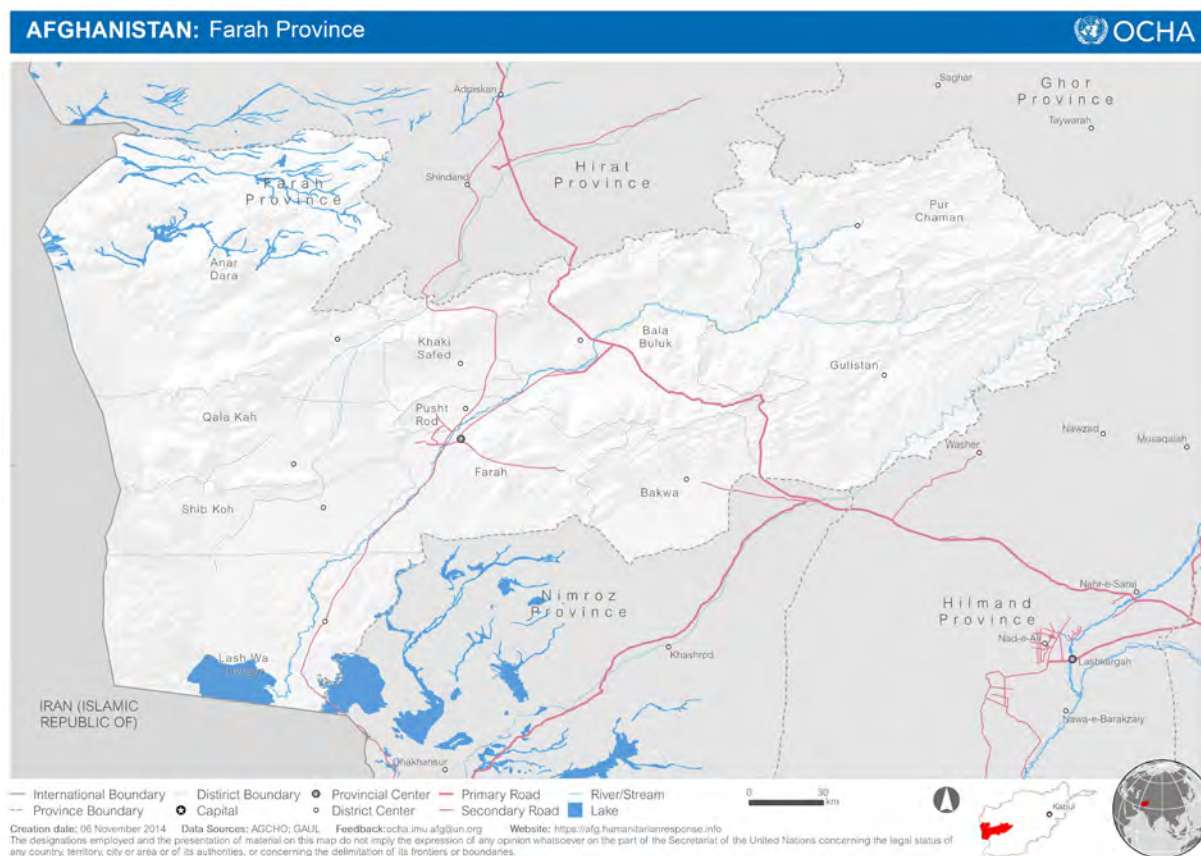 AFGHANISTAN: Farah Province
OCHA
Saghar
Ghor
Province
Adraskan
Taywarah
Hirat
Province
Shindand
Farah
Province
Pur
Chaman
Anar
Dara
Bala
Buluk
Khaki
Safed
Gulistan
Pusht
Rod
Qala Kah
Nawzad
Washer
Musaqalah
Farah
Bakwa
Shib Koh
Nimroz
Province
Nahr-e-Saraj
Hilmand
Province
Nad-e-Ali
Khashrod
Lashkargah
Lash Wa
IRAN (ISLAMIC
REPUBLIC OF)
Nawa-e-Barakzaiy
Chakhansur
International Boundary District Boundary Provincial Center Primary Road River/Stream
Province Boundary Capital District Center Secondary Road Lake
0 30
km
Kabul
Creation date: 06 November 2014 Data Sources: AGCHO; GAUL Feedback:ocha.imu.afg@un.org Website: https://afg.humanitarianresponse.info
The designations employed and the presentation of material on this map do not imply the expression of any opinion whatsoever on the part of the Secretariat of the United Nations concerning the legal status of
any country, territory, city or area or of its authorities, or concerning the delimitation of its frontiers or boundaries.